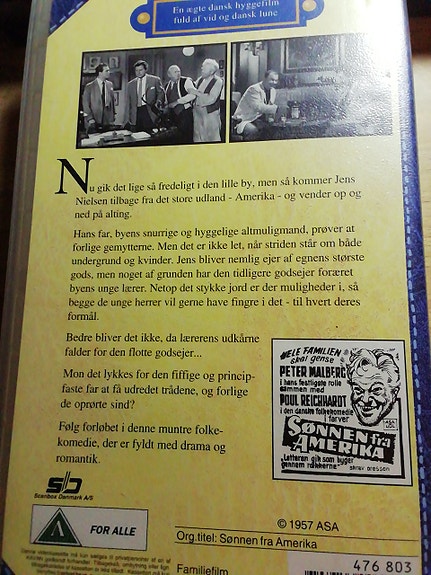 En ægte dansk hyggefilm
fuld af vid og dansk lune
Nu gik det lige så fredeligt i den lille by, men så kommer Jens
Nielsen tilbage fra det store udland - Amerika - og vender op og
ned på alting.
Hans far, byens snurrige og hyggelige altmuligmand, prøver at
forlige gemytterne. Men det er ikke let, når striden står om både
undergrund og kvinder. Jens bliver nemlig ejer af egnens største
gods, men noget af grunden har den tidligere godsejer foræret
byens unge lærer. Netop det stykke jord er der muligheder i, så
begge de unge herrer vil gerne have fingre i det - til hvert deres
formål.
Bedre bliver det ikke, da lærerens udkårne
falder for den flotte godsejer...
Mon det lykkes for den fiffige og princip-
faste far at få udredet trådene, og forlige
de oprørte sind?
Følg forløbet i denne muntre folke-
komedie, der er fyldt med drama og
romantik.
HELE FAMILIEN
skal gense
PETER MALBERG
i hans festligste rolle
sammen med
POUL REICHHARDT
i den danske folkekomedie
i farver
SØNNEN fra
AMERIKA
"Latteren gik som byger
gennem rækkerne"
skrev pressen
Scanbox Danmark A/S
A
FOR ALLE
© 1957 ASA
Org.titel: Sønnen fra Amerika
Familiefilm
476 803